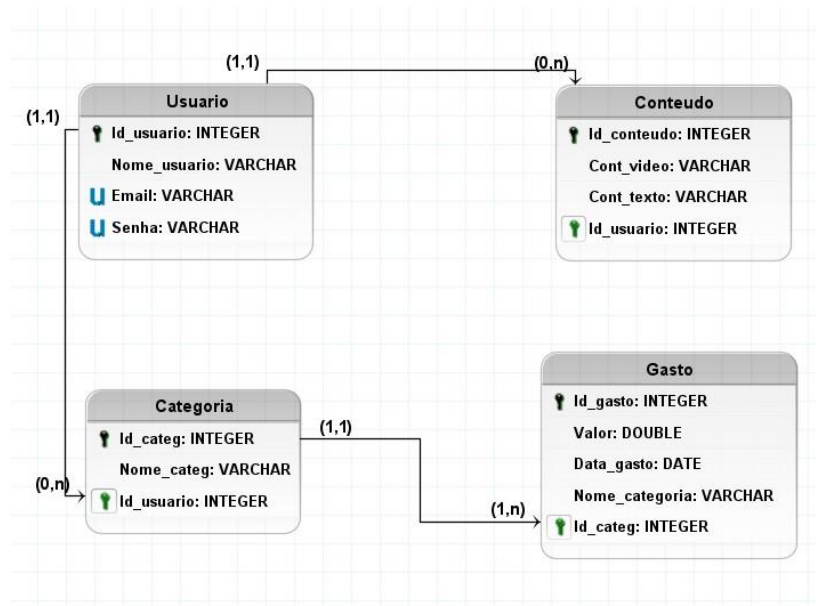 (1,1)
(0,n)
Usuario
Id_usuario: INTEGER
Nome_usuario: VARCHAR
U Email: VARCHAR
U Senha: VARCHAR
(1,1)
Conteudo
Id_conteudo: INTEGER
Cont_video: VARCHAR
Cont_texto: VARCHAR
Id_usuario: INTEGER
Categoria
Id_categ: INTEGER
Nome_categ: VARCHAR
Id_usuario: INTEGER
(0,n)
(1,1)
(1,n)
Gasto
Id_gasto: INTEGER
Valor: DOUBLE
Data_gasto: DATE
Nome_categoria: VARCHAR
Id_categ: INTEGER